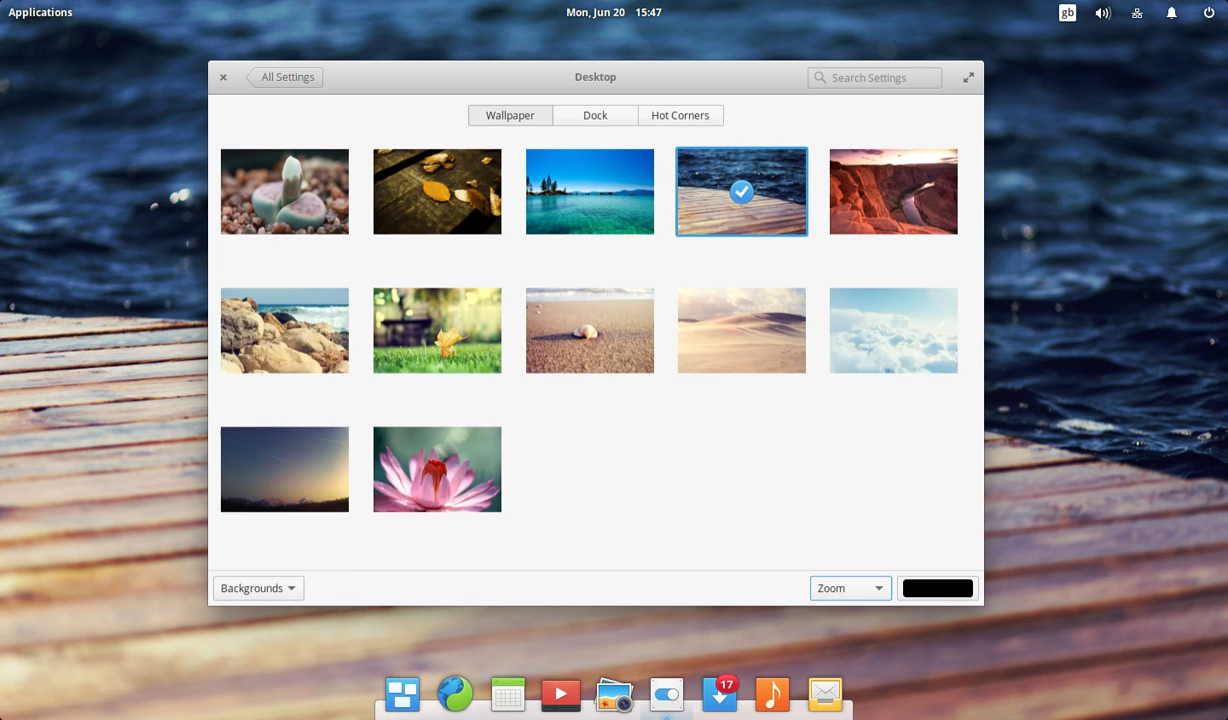 Applications
Mon, Jun 20 15:47
gb
All Settings
Desktop
Search Settings
Wallpaper
Dock
Hot Corners
Backgrounds
Zoom
17